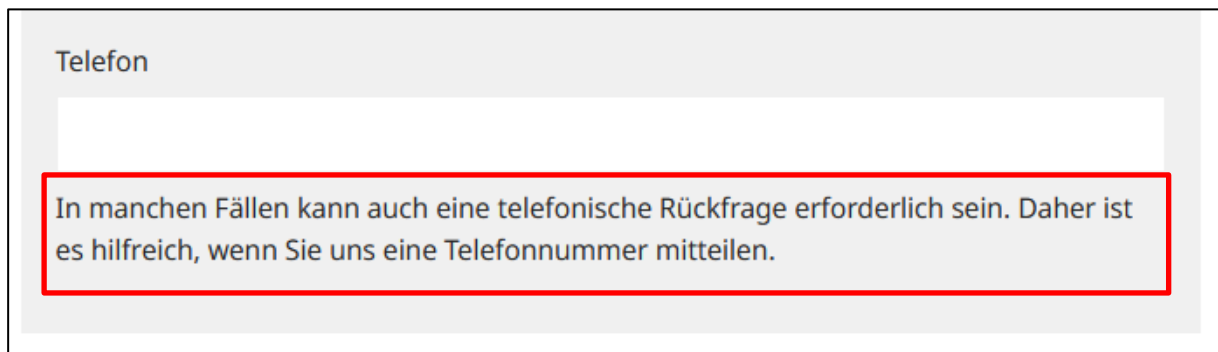 Telefon
In manchen Fällen kann auch eine telefonische Rückfrage erforderlich sein. Daher ist
es hilfreich, wenn Sie uns eine Telefonnummer mitteilen.